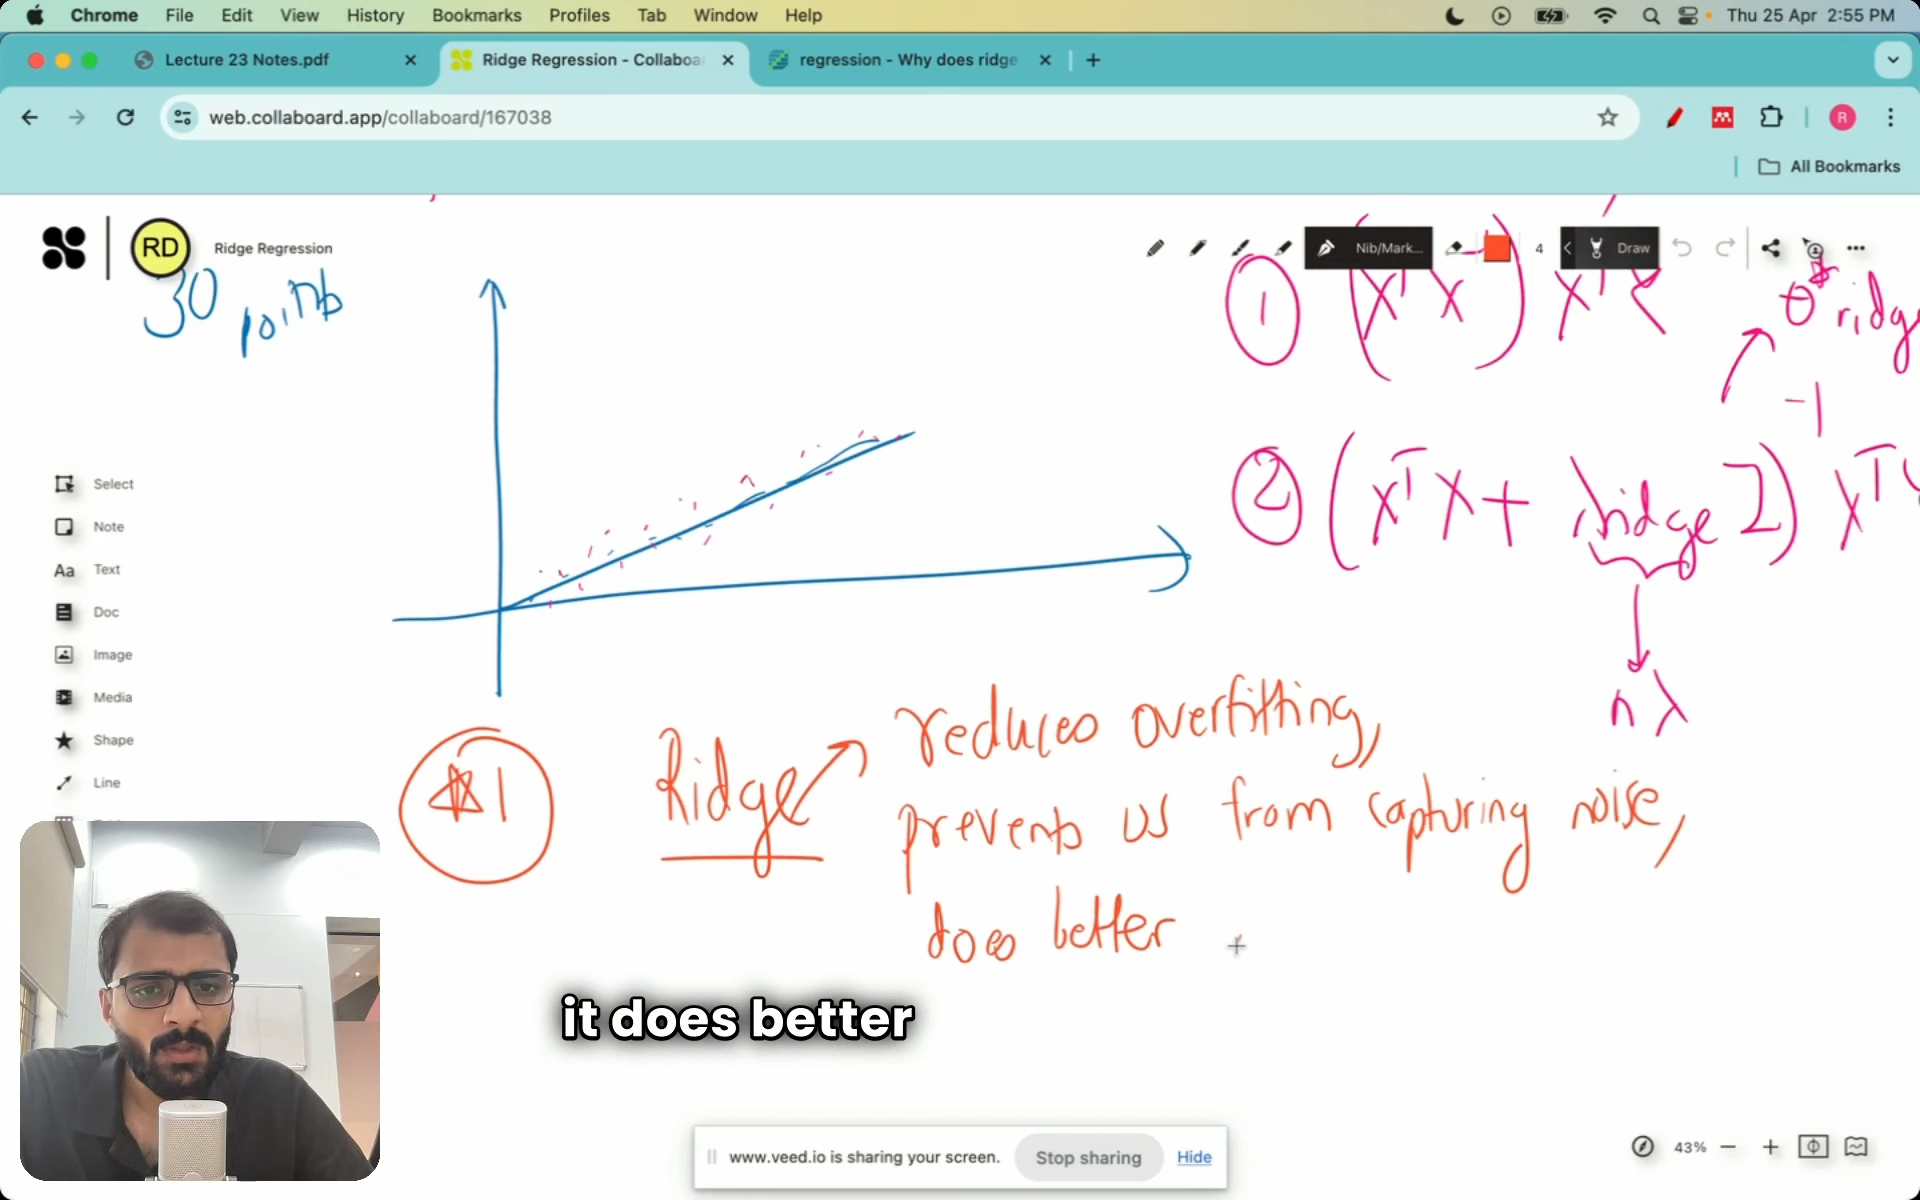 Chrome File Edit View History Bookmarks Profiles Tab Window Help Thu 25 Apr 2:55 PM
Lecture 23 Notes.pdf
Ridge Regression - Collaboa
regression - Why does ridge
web.collaboard.app/collaboard/167038
R
All Bookmarks
RD
Ridge Regression
Nib/Mark...
4
Draw
30 points
① (XᵀX) Xᵀ
θ* ridge
② (XᵀX + λridge I)⁻¹ Xᵀ
nλ
Select
Note
Text
Doc
Image
Media
Shape
Line
#1
Ridge
reduces overfitting,
prevents us from capturing noise,
does better
it does better
www.veed.io is sharing your screen.
Stop sharing
Hide
43%